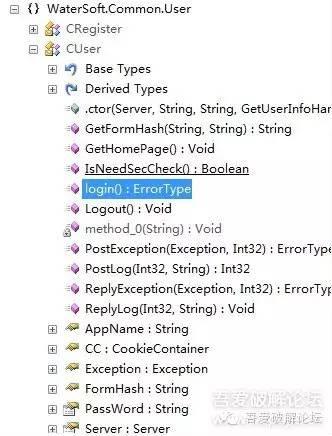 WaterSoft.Common.User
CRegister
CUser
Base Types
Derived Types
.ctor(Server, String, String, GetUserInfoHan
GetFormHash(String, String) : String
GetHomePage() : Void
IsNeedSecCheck() : Boolean
login() : ErrorType
Logout() : Void
method_0(String) : Void
PostException(Exception, Int32) : ErrorType
PostLog(Int32, String) : Int32
ReplyException(Exception, Int32) : ErrorTy
ReplyLog(Int32, String) : Void
AppName : String
CC : CookieContainer
Exception : Exception
FormHash : String
PassWord : String
Server : Server
吾爱破解论坛
吾爱破解论坛